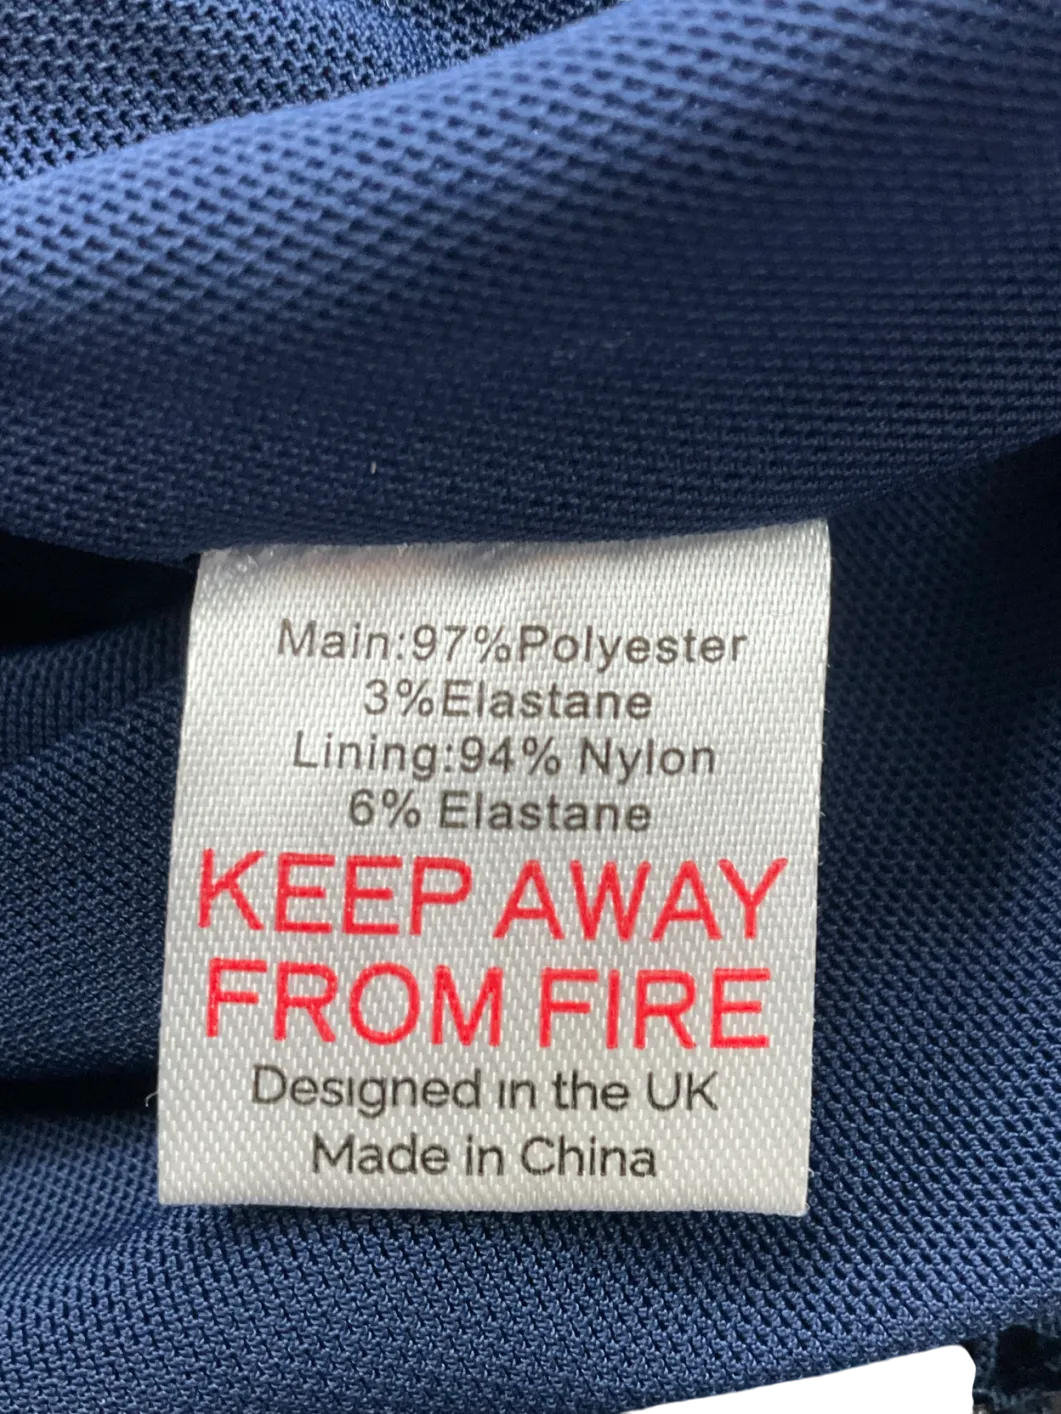 Main:97%Polyester
3%Elastane
Lining:94% Nylon
6% Elastane
KEEP AWAY
FROM FIRE
Designed in the UK
Made in China